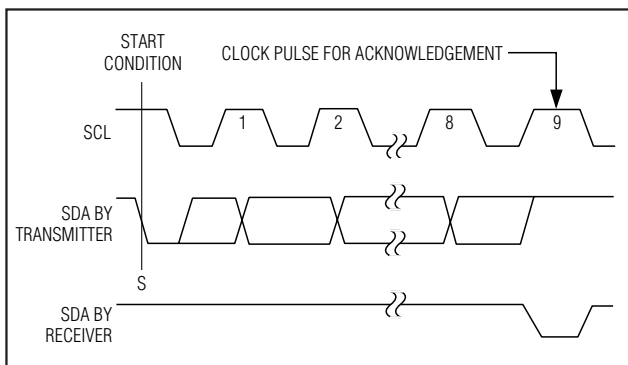 START
CONDITION
CLOCK PULSE FOR ACKNOWLEDGEMENT
SCL
1
2
8
9
SDA BY
TRANSMITTER
S
SDA BY
RECEIVER